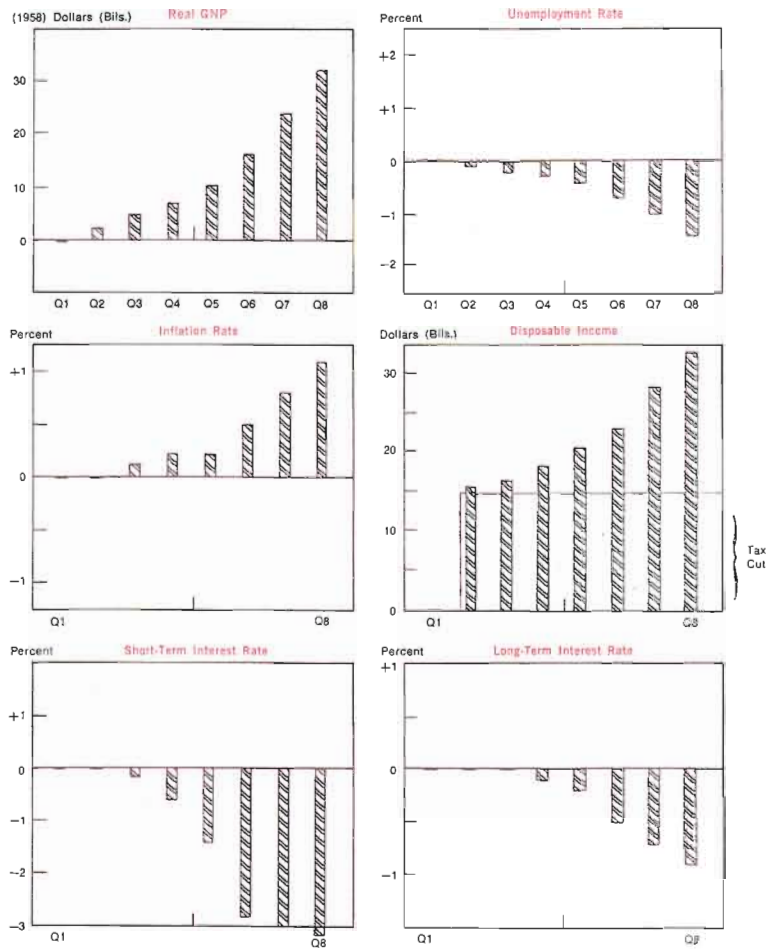 (1958) Dollars (Bils.) Real GNP
30
20
10
0
Q1 Q2 Q3 Q4 Q5 Q6 Q7 Q8
Percent Unemployment Rate
+2
+1
0
−1
−2
Q1 Q2 Q3 Q4 Q5 Q6 Q7 Q8
Percent Inflation Rate
+1
0
−1
Q1 Q8
Dollars (Bils.) Disposable Income
30
20
10
0
Q1 Q8
Tax
Cut
Percent Short-Term Interest Rate
+1
0
−1
−2
−3
Q1 Q8
Percent Long-Term Interest Rate
+1
0
−1
Q1 Q8